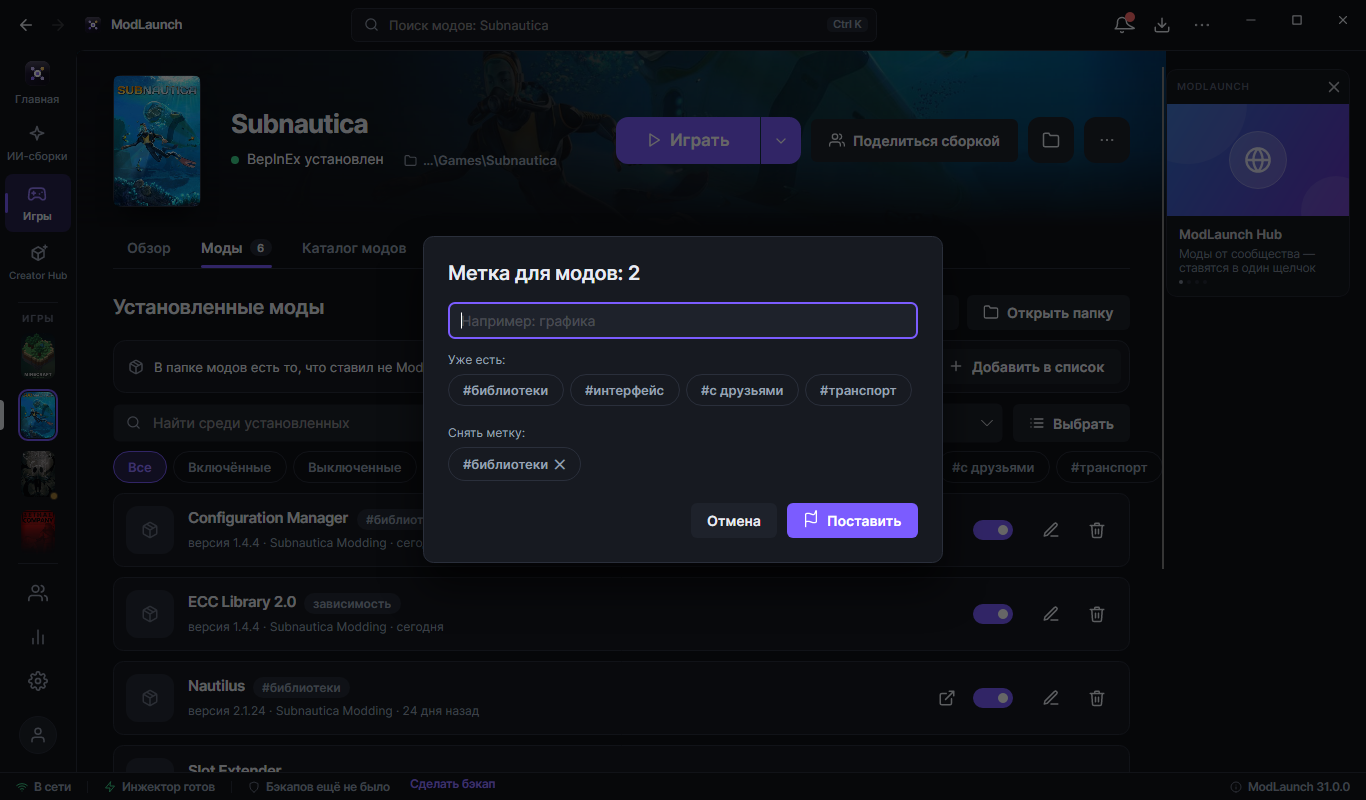 ModLaunch
Поиск модов: Subnautica
Ctrl K
Главная
ИИ-сборки
Игры
Creator Hub
ИГРЫ
SUBNAUTICA
Subnautica
BepInEx установлен
...\Games\Subnautica
Играть
Поделиться сборкой
MODLAUNCH
ModLaunch Hub
Моды от сообщества —
ставятся в один щелчок
Обзор
Моды 6
Каталог модов
Установленные моды
Открыть папку
В папке модов есть то, что ставил не Mod
Добавить в список
Найти среди установленных
Выбрать
Все
Включённые
Выключенные
#с друзьями
#транспорт
Метка для модов: 2
Например: графика
Уже есть:
#библиотеки
#интерфейс
#с друзьями
#транспорт
Снять метку:
#библиотеки
Отмена
Поставить
Configuration Manager
#библиот
версия 1.4.4 · Subnautica Modding · сего
ECC Library 2.0
зависимость
версия 1.4.4 · Subnautica Modding · сегодня
Nautilus
#библиотеки
версия 2.1.24 · Subnautica Modding · 24 дня назад
Slot Extender
В сети
Инжектор готов
Бэкапов ещё не было
Сделать бэкап
ModLaunch 31.0.0